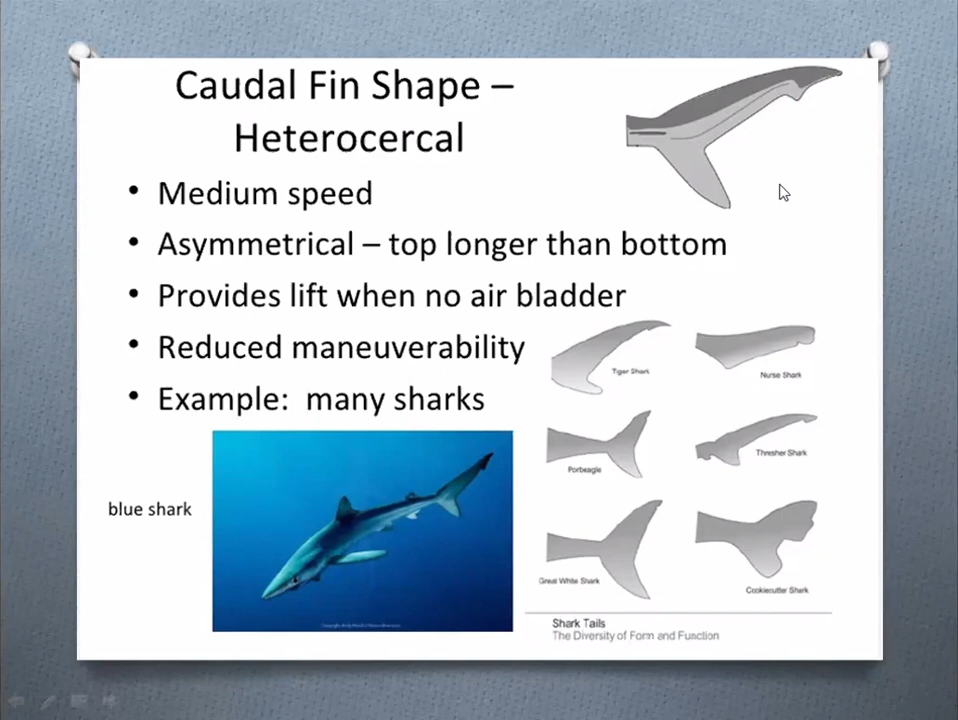 Caudal Fin Shape –
Heterocercal
• Medium speed
• Asymmetrical – top longer than bottom
• Provides lift when no air bladder
• Reduced maneuverability
• Example: many sharks
blue shark
Tiger Shark
Nurse Shark
Porbeagle
Thresher Shark
Great White Shark
Cookiecutter Shark
Shark Tails
The Diversity of Form and Function